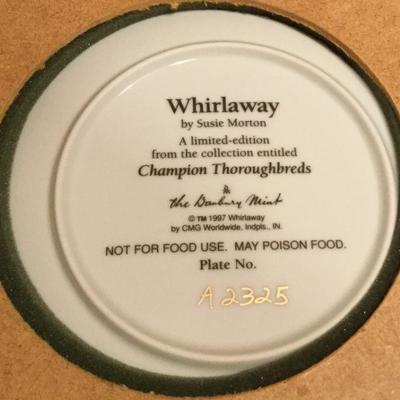 Whirlaway
by Susie Morton
A limited-edition
from the collection entitled
Champion Thoroughbreds
The Danbury Mint
© TM 1997 Whirlaway
by CMG Worldwide, Indpls., IN.
NOT FOR FOOD USE. MAY POISON FOOD.
Plate No.
A 2325